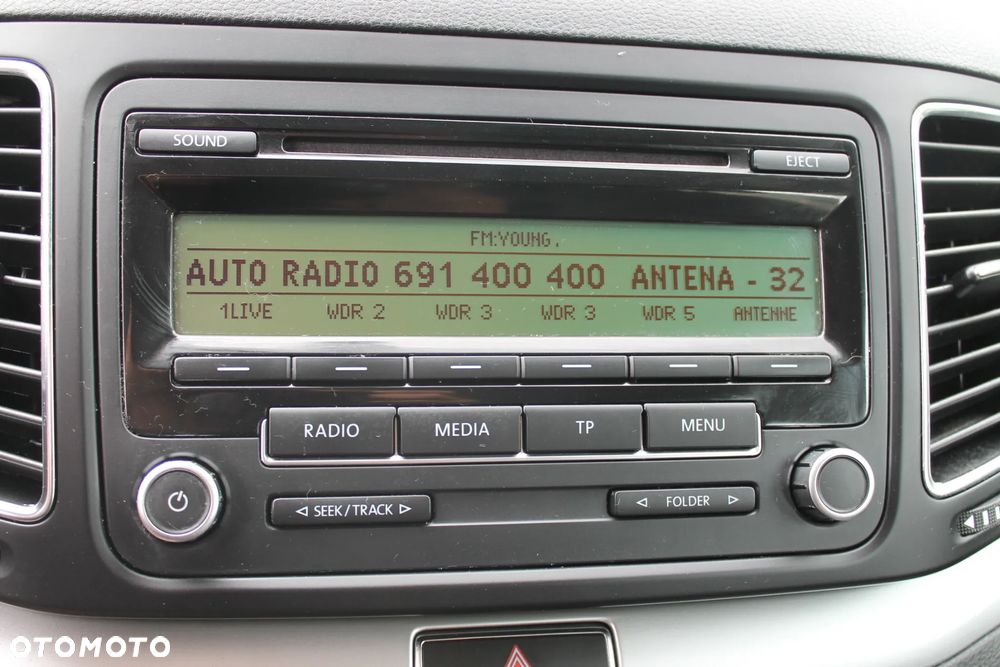 SOUND
EJECT
FM:YOUNG.
AUTO RADIO 691 400 400 ANTENA - 32
1LIVE WDR 2 WDR 3 WDR 3 WDR 5 ANTENNE
RADIO MEDIA TP MENU
SEEK/TRACK FOLDER
OTOMOTO